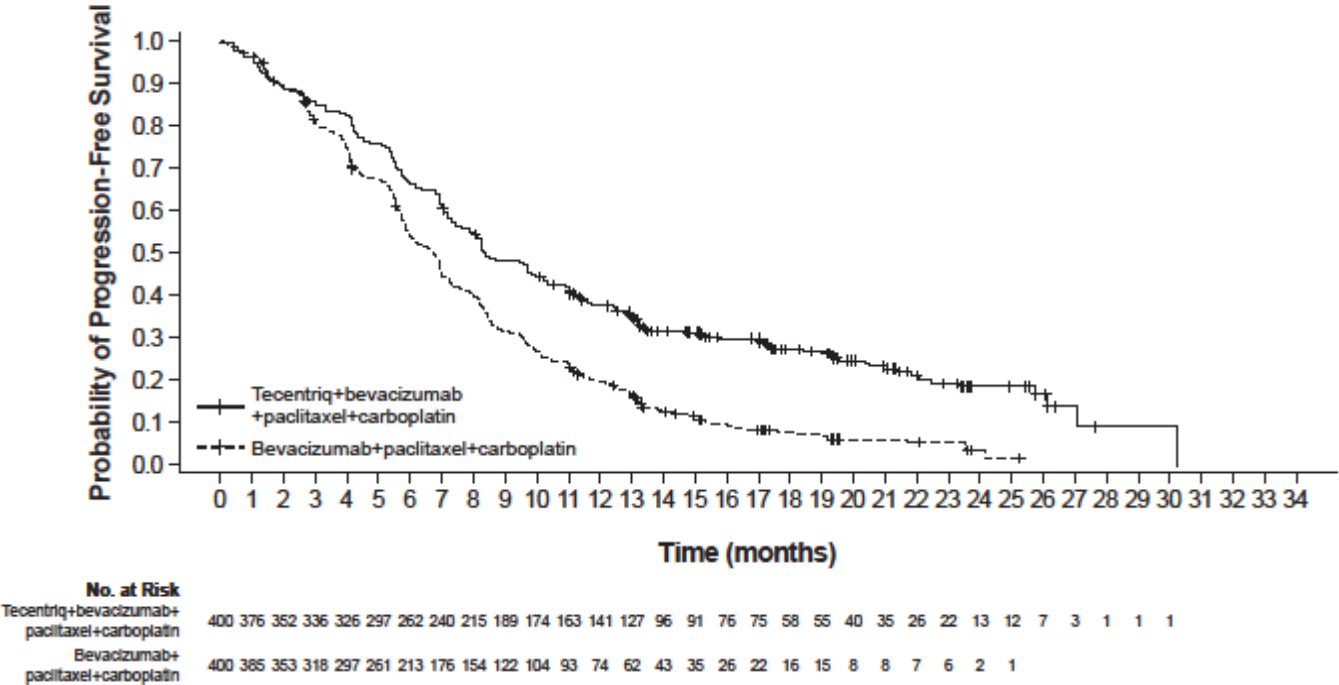 Probability of Progression-Free Survival
1.0
0.9
0.8
0.7
0.6
0.5
0.4
0.3
0.2
0.1
0.0
Tecentriq+bevacizumab
+paclitaxel+carboplatin
Bevacizumab+paclitaxel+carboplatin
0 1 2 3 4 5 6 7 8 9 10 11 12 13 14 15 16 17 18 19 20 21 22 23 24 25 26 27 28 29 30 31 32 33 34
Time (months)
No. at Risk
Tecentriq+bevacizumab+
paclitaxel+carboplatin
400 376 352 336 326 297 262 240 215 189 174 163 141 127 96 91 76 75 58 55 40 35 26 22 13 12 7 3 1 1 1
Bevacizumab+
paclitaxel+carboplatin
400 385 353 318 297 261 213 176 154 122 104 93 74 62 43 35 26 22 16 15 8 8 7 6 2 1